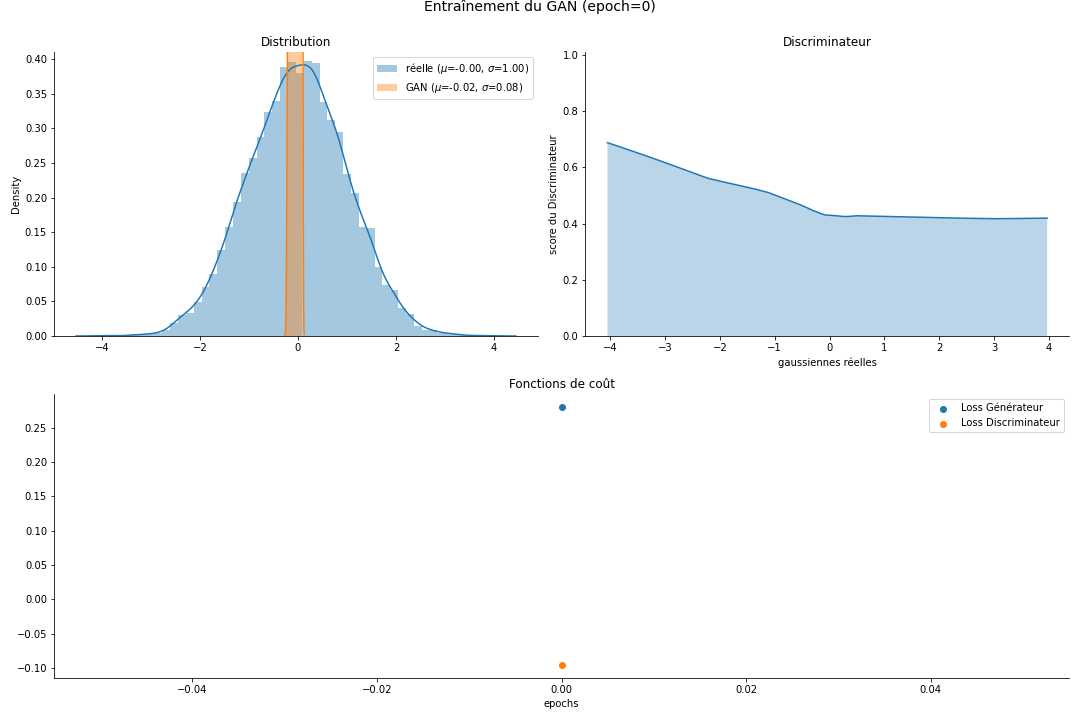 Entraînement du GAN (epoch=0)
Distribution
réelle (μ=-0.00, σ=1.00)
GAN (μ=-0.02, σ=0.08)
Density
0.40
0.35
0.30
0.25
0.20
0.15
0.10
0.05
0.00
−4 −2 0 2 4
Discriminateur
score du Discriminateur
1.0
0.8
0.6
0.4
0.2
0.0
−4 −3 −2 −1 0 1 2 3 4
gaussiennes réelles
Fonctions de coût
Loss Générateur
Loss Discriminateur
0.25
0.20
0.15
0.10
0.05
0.00
−0.05
−0.10
−0.04 −0.02 0.00 0.02 0.04
epochs